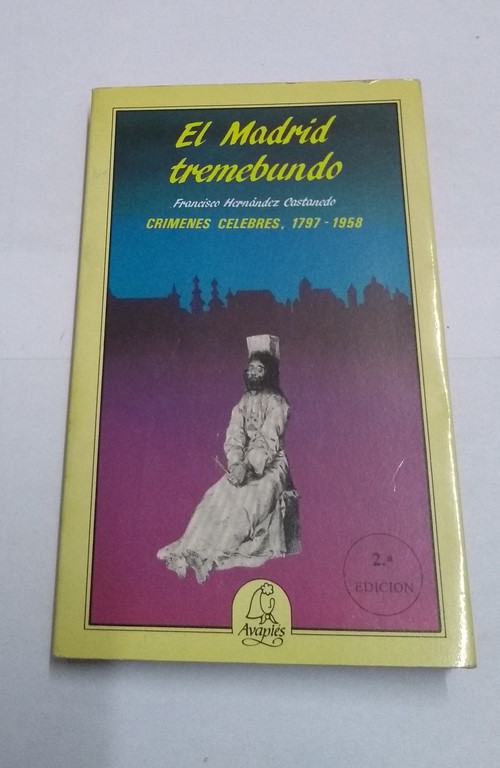 El Madrid
tremebundo
Francisco Hernández Castanedo
CRIMENES CELEBRES, 1797-1958
2.ª
EDICION
Avapiés